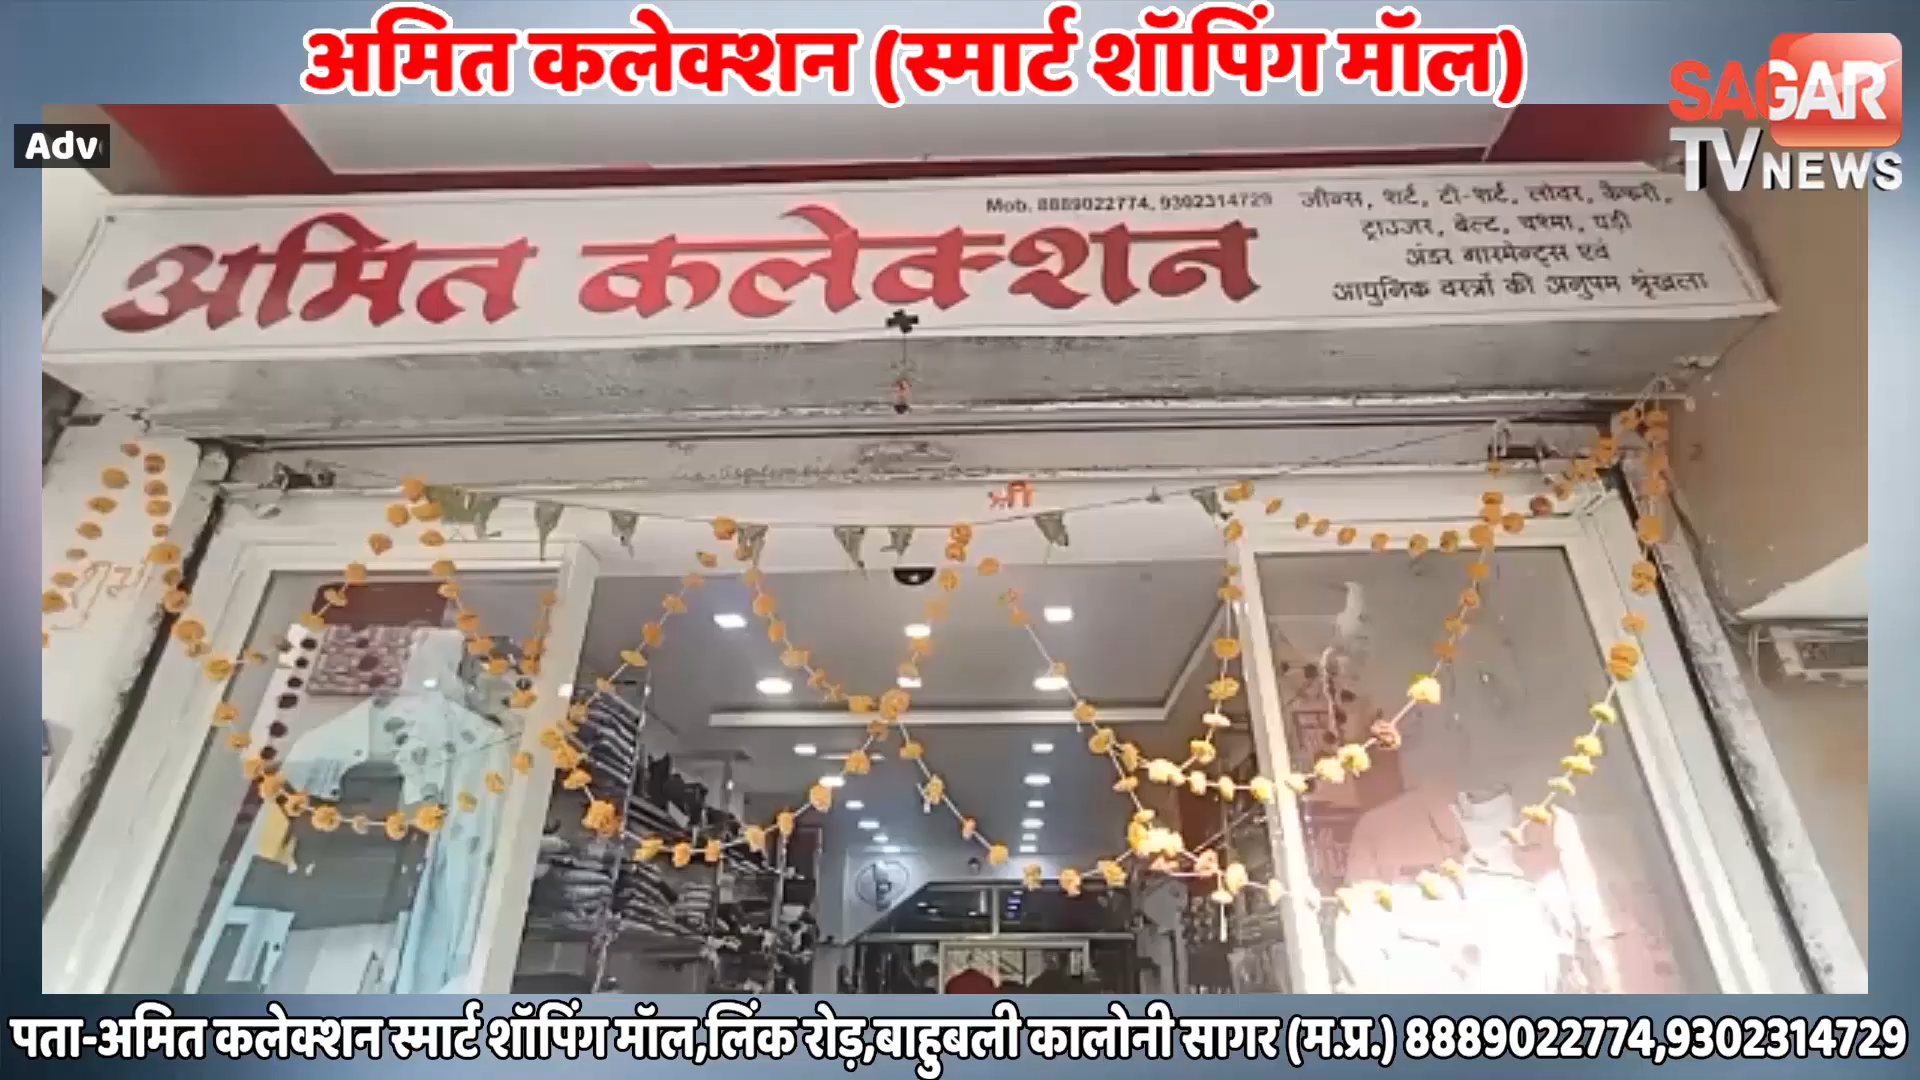 अमित कलेक्शन (स्मार्ट शॉपिंग मॉल)
SAGAR
TV NEWS
Adv
Mob. 8889022774, 9302314729
अमित कलेक्शन
जीन्स, शर्ट, टी-शर्ट, लोवर, कैफरी,
ट्राउजर, बेल्ट, चश्मा, घड़ी
अंडर गारमेन्ट्स एवं
आधुनिक वस्त्रों की अनुपम श्रृंखला
श्री
पता-अमित कलेक्शन स्मार्ट शॉपिंग मॉल,लिंक रोड़,बाहुबली कालोनी सागर (म.प्र.) 8889022774,9302314729